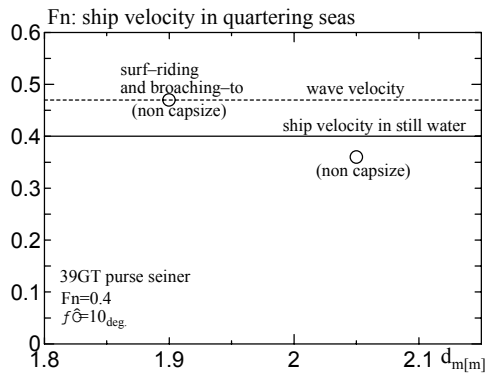 Fn: ship velocity in quartering seas
0.6
surf–riding
and broaching–to
wave velocity
0.5
(non capsize)
ship velocity in still water
0.4
(non capsize)
0.3
0.2
39GT purse seiner
0.1
Fn=0.4
=10deg.
0
1.8
1.9
2
2.1
dm[m]